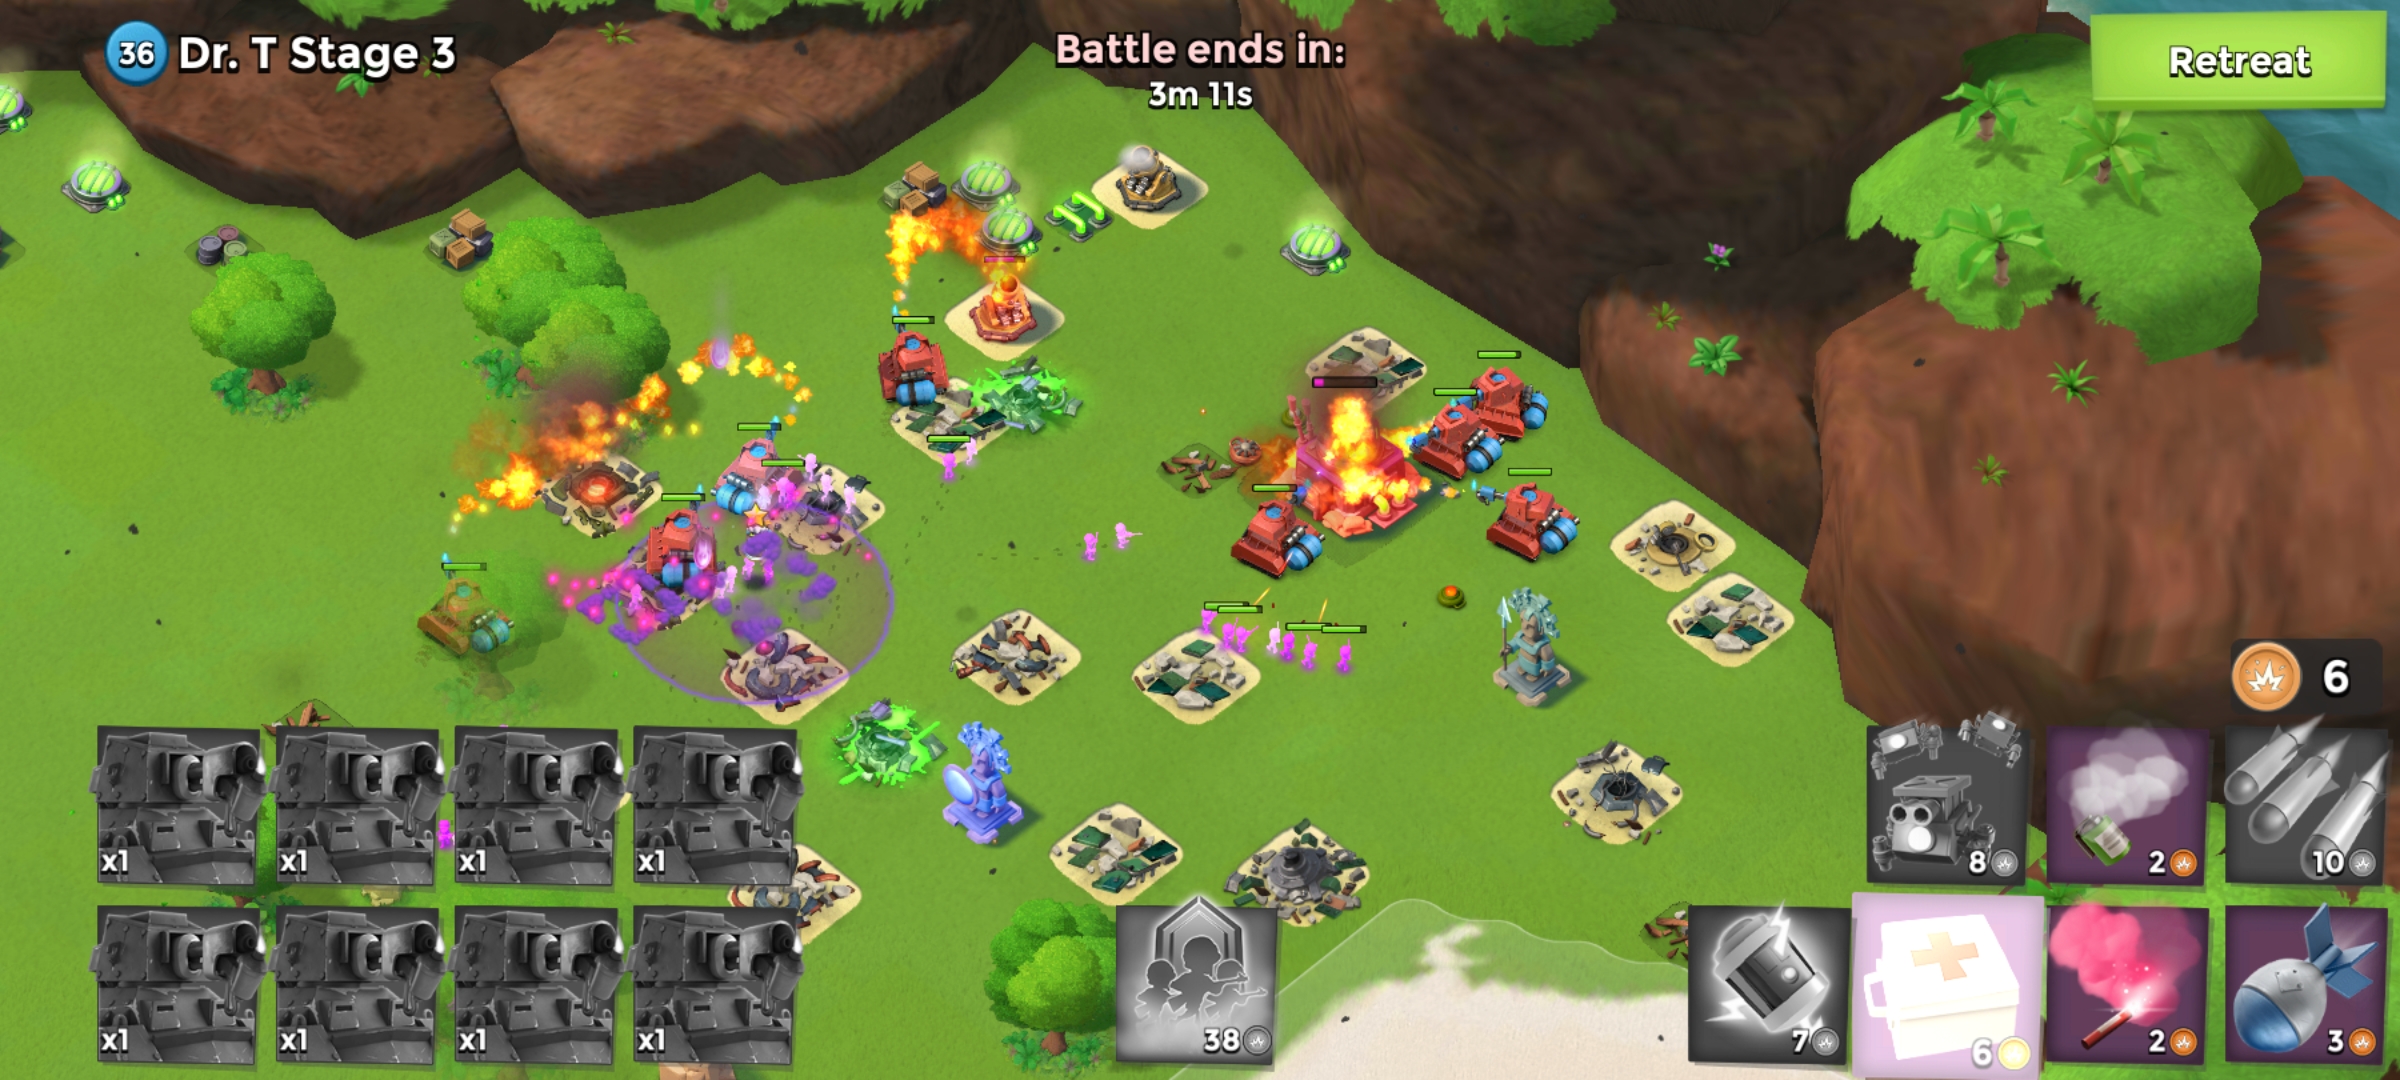 36 Dr. T Stage 3
Battle ends in:
3m 11s
Retreat
6
8
2
10
x1
x1
x1
x1
x1
x1
x1
x1
38
7
6
2
3